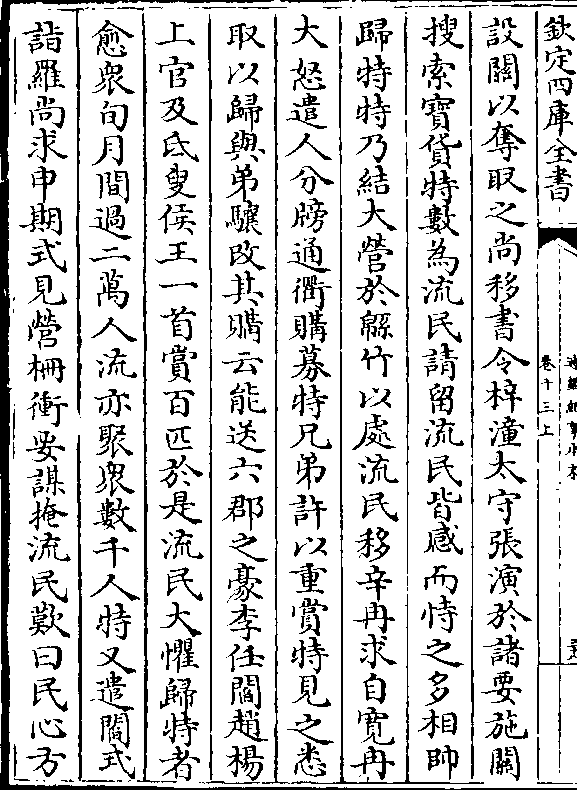 欽定四庫全書
卷十三上
設關以奪取之尚移書令梓潼太守張演於諸要施關
搜索寳貨特數為流民請留流民皆感而恃之多相帥
歸特特乃結大營於緜竹以處流民移辛冉求自寛冉
大怒遣人分牓通衢購募特兄弟許以重賞特見之悉
取以歸與弟驤改其購云能送六郡之豪李任閻趙楊
上官及氐叟侯王一首賞百匹於是流民大懼歸特者
愈衆旬月間過二萬人流亦聚衆數千人特又遣閻式
詣羅尚求申期式見營柵衝要謀掩流民歎曰民心方